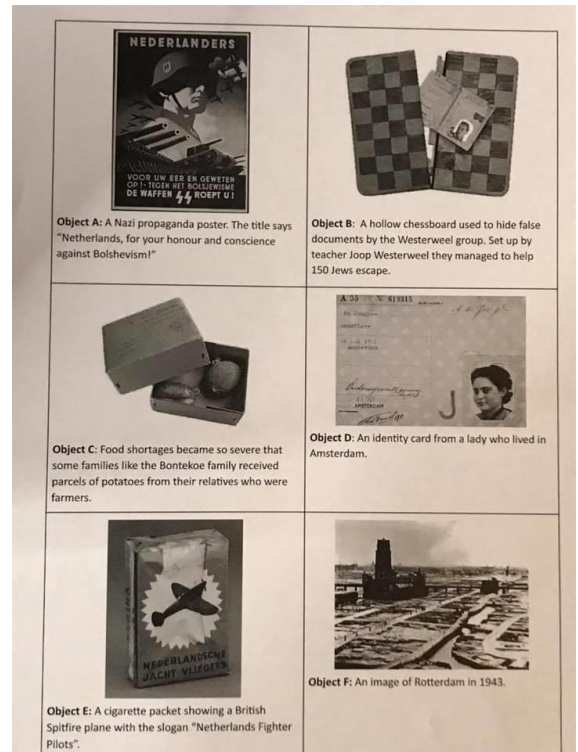 NEDERLANDERS
VOOR UW EER EN GEWETEN
OP!-TEGEN HET BOLSJEWISME
DE WAFFEN SS ROEPT U!
Object A: A Nazi propaganda poster. The title says
"Netherlands, for your honour and conscience
against Bolshevism!"
Object B: A hollow chessboard used to hide false
documents by the Westerweel group. Set up by
teacher Joop Westerweel they managed to help
150 Jews escape.
Object C: Food shortages became so severe that
some families like the Bontekoe family received
parcels of potatoes from their relatives who were
farmers.
A 35 N° 619315
AMSTERDAM
J
Object D: An identity card from a lady who lived in
Amsterdam.
NEDERLANDSCHE
JACHT VLIEGERS
Object E: A cigarette packet showing a British
Spitfire plane with the slogan "Netherlands Fighter
Pilots".
Object F: An image of Rotterdam in 1943.